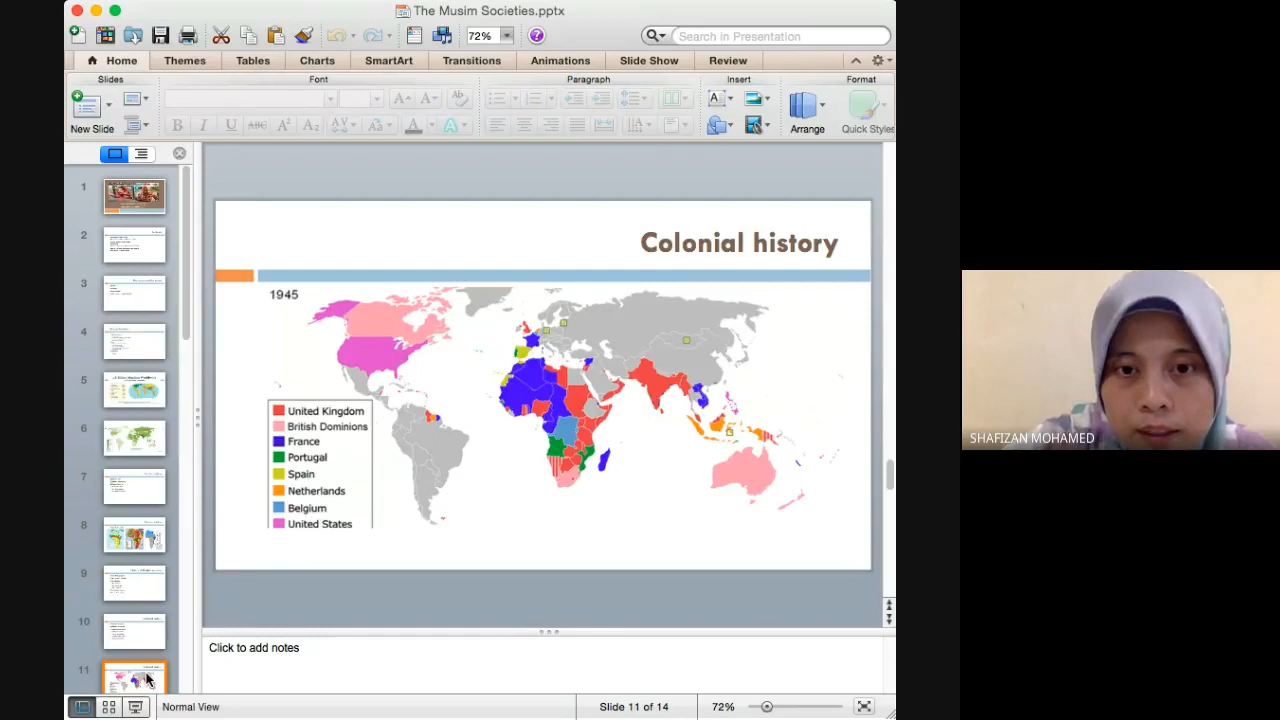 The Musim Societies.pptx
72%
Search in Presentation
Home
Themes
Tables
Charts
SmartArt
Transitions
Animations
Slide Show
Review
Slides
Font
Paragraph
Insert
Format
New Slide
Arrange
Quick Styles
1
2
3
4
5
6
7
8
9
10
11
Colonial history
1945
United Kingdom
British Dominions
France
Portugal
Spain
Netherlands
Belgium
United States
SHAFIZAN MOHAMED
Click to add notes
Normal View
Slide 11 of 14
72%